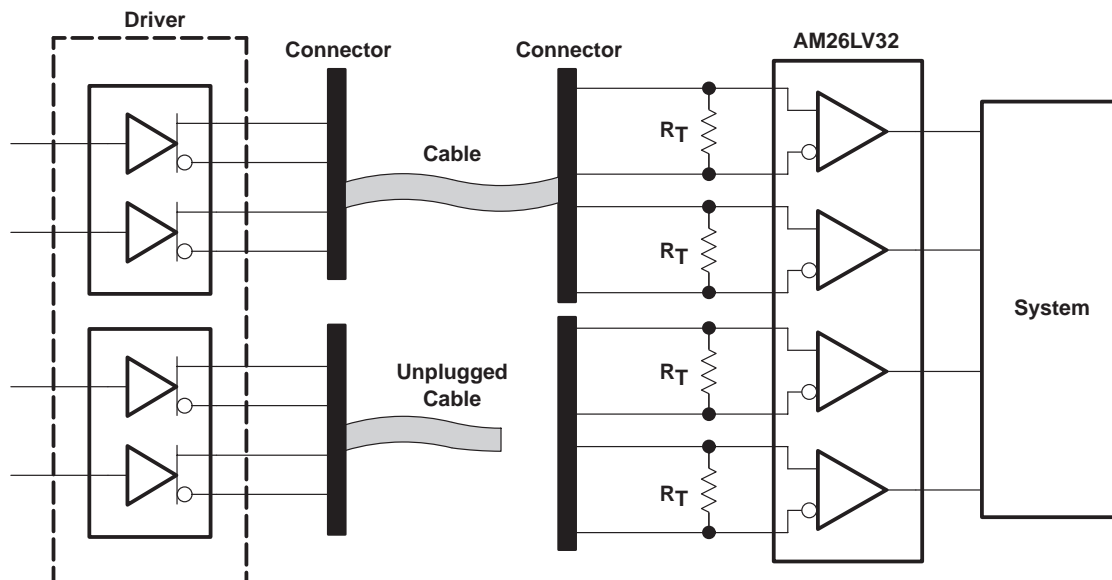 Driver
Connector
Connector
AM26LV32
Cable
RT
RT
System
Unplugged
Cable
RT
RT